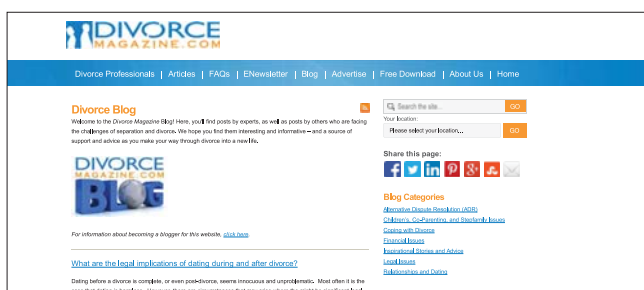 DIVORCE
MAGAZINE.COM
Divorce Professionals | Articles | FAQs | ENewsletter | Blog | Advertise | Free Download | About Us | Home
Divorce Blog
Welcome to the Divorce Magazine Blog! Here, you'll find posts by experts, as well as posts by others who are facing
the challenges of separation and divorce. We hope you find them interesting and informative – and a source of
support and advice as you make your way through divorce into a new life.
DIVORCE
MAGAZINE.COM
BLOG
For information about becoming a blogger for this website, click here.
What are the legal implications of dating during and after divorce?
Dating before a divorce is complete, or even post-divorce, seems innocuous and unproblematic. Most often it is the
Search the site...
GO
Your location:
Please select your location...
GO
Share this page:
Blog Categories
Alternative Dispute Resolution (ADR)
Children's, Co-Parenting, and Stepfamily Issues
Coping with Divorce
Financial Issues
Inspirational Stories and Advice
Legal Issues
Relationships and Dating